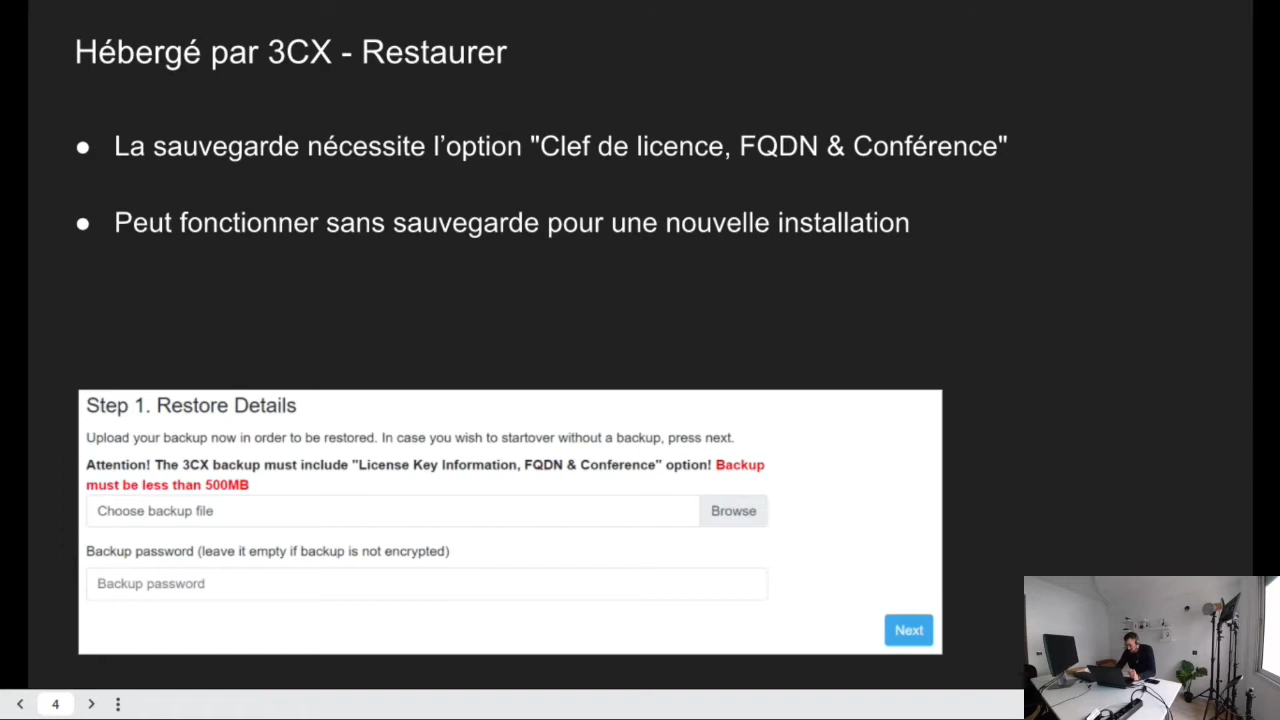 Hébergé par 3CX - Restaurer
● La sauvegarde nécessite l’option "Clef de licence, FQDN & Conférence"
● Peut fonctionner sans sauvegarde pour une nouvelle installation
Step 1. Restore Details
Upload your backup now in order to be restored. In case you wish to startover without a backup, press next.
Attention! The 3CX backup must include "License Key Information, FQDN & Conference" option! Backup
must be less than 500MB
Choose backup file Browse
Backup password (leave it empty if backup is not encrypted)
Backup password
Next
4